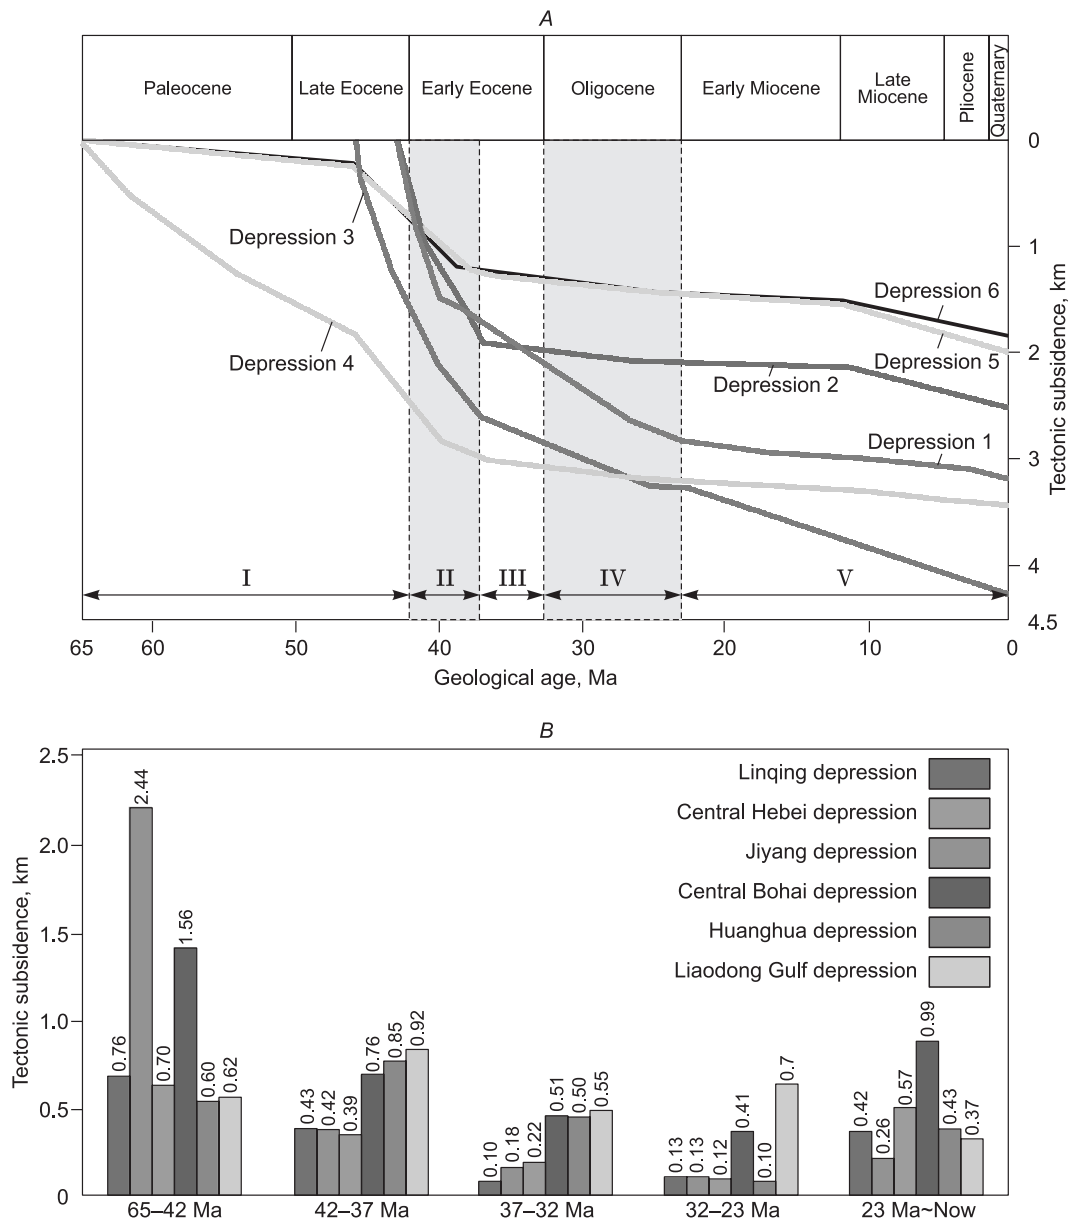 A
Paleocene
Late Eocene
Early Eocene
Oligocene
Early Miocene
Late
Miocene
Pliocene
Quaternary
0
Depression 3
1
Depression 6
Depression 4
Depression 5
2
Depression 2
Depression 1
3
4
4.5
Tectonic subsidence, km
I
II
III
IV
V
65
60
50
40
30
20
10
0
Geological age, Ma
B
2.5
2.0
1.5
1.0
0.5
0
Tectonic subsidence, km
Linqing depression
Central Hebei depression
Jiyang depression
Central Bohai depression
Huanghua depression
Liaodong Gulf depression
0.76
2.44
0.70
1.56
0.60
0.62
0.43
0.42
0.39
0.76
0.85
0.92
0.10
0.18
0.22
0.51
0.50
0.55
0.13
0.13
0.12
0.41
0.10
0.7
0.42
0.26
0.57
0.99
0.43
0.37
65–42 Ma
42–37 Ma
37–32 Ma
32–23 Ma
23 Ma~Now